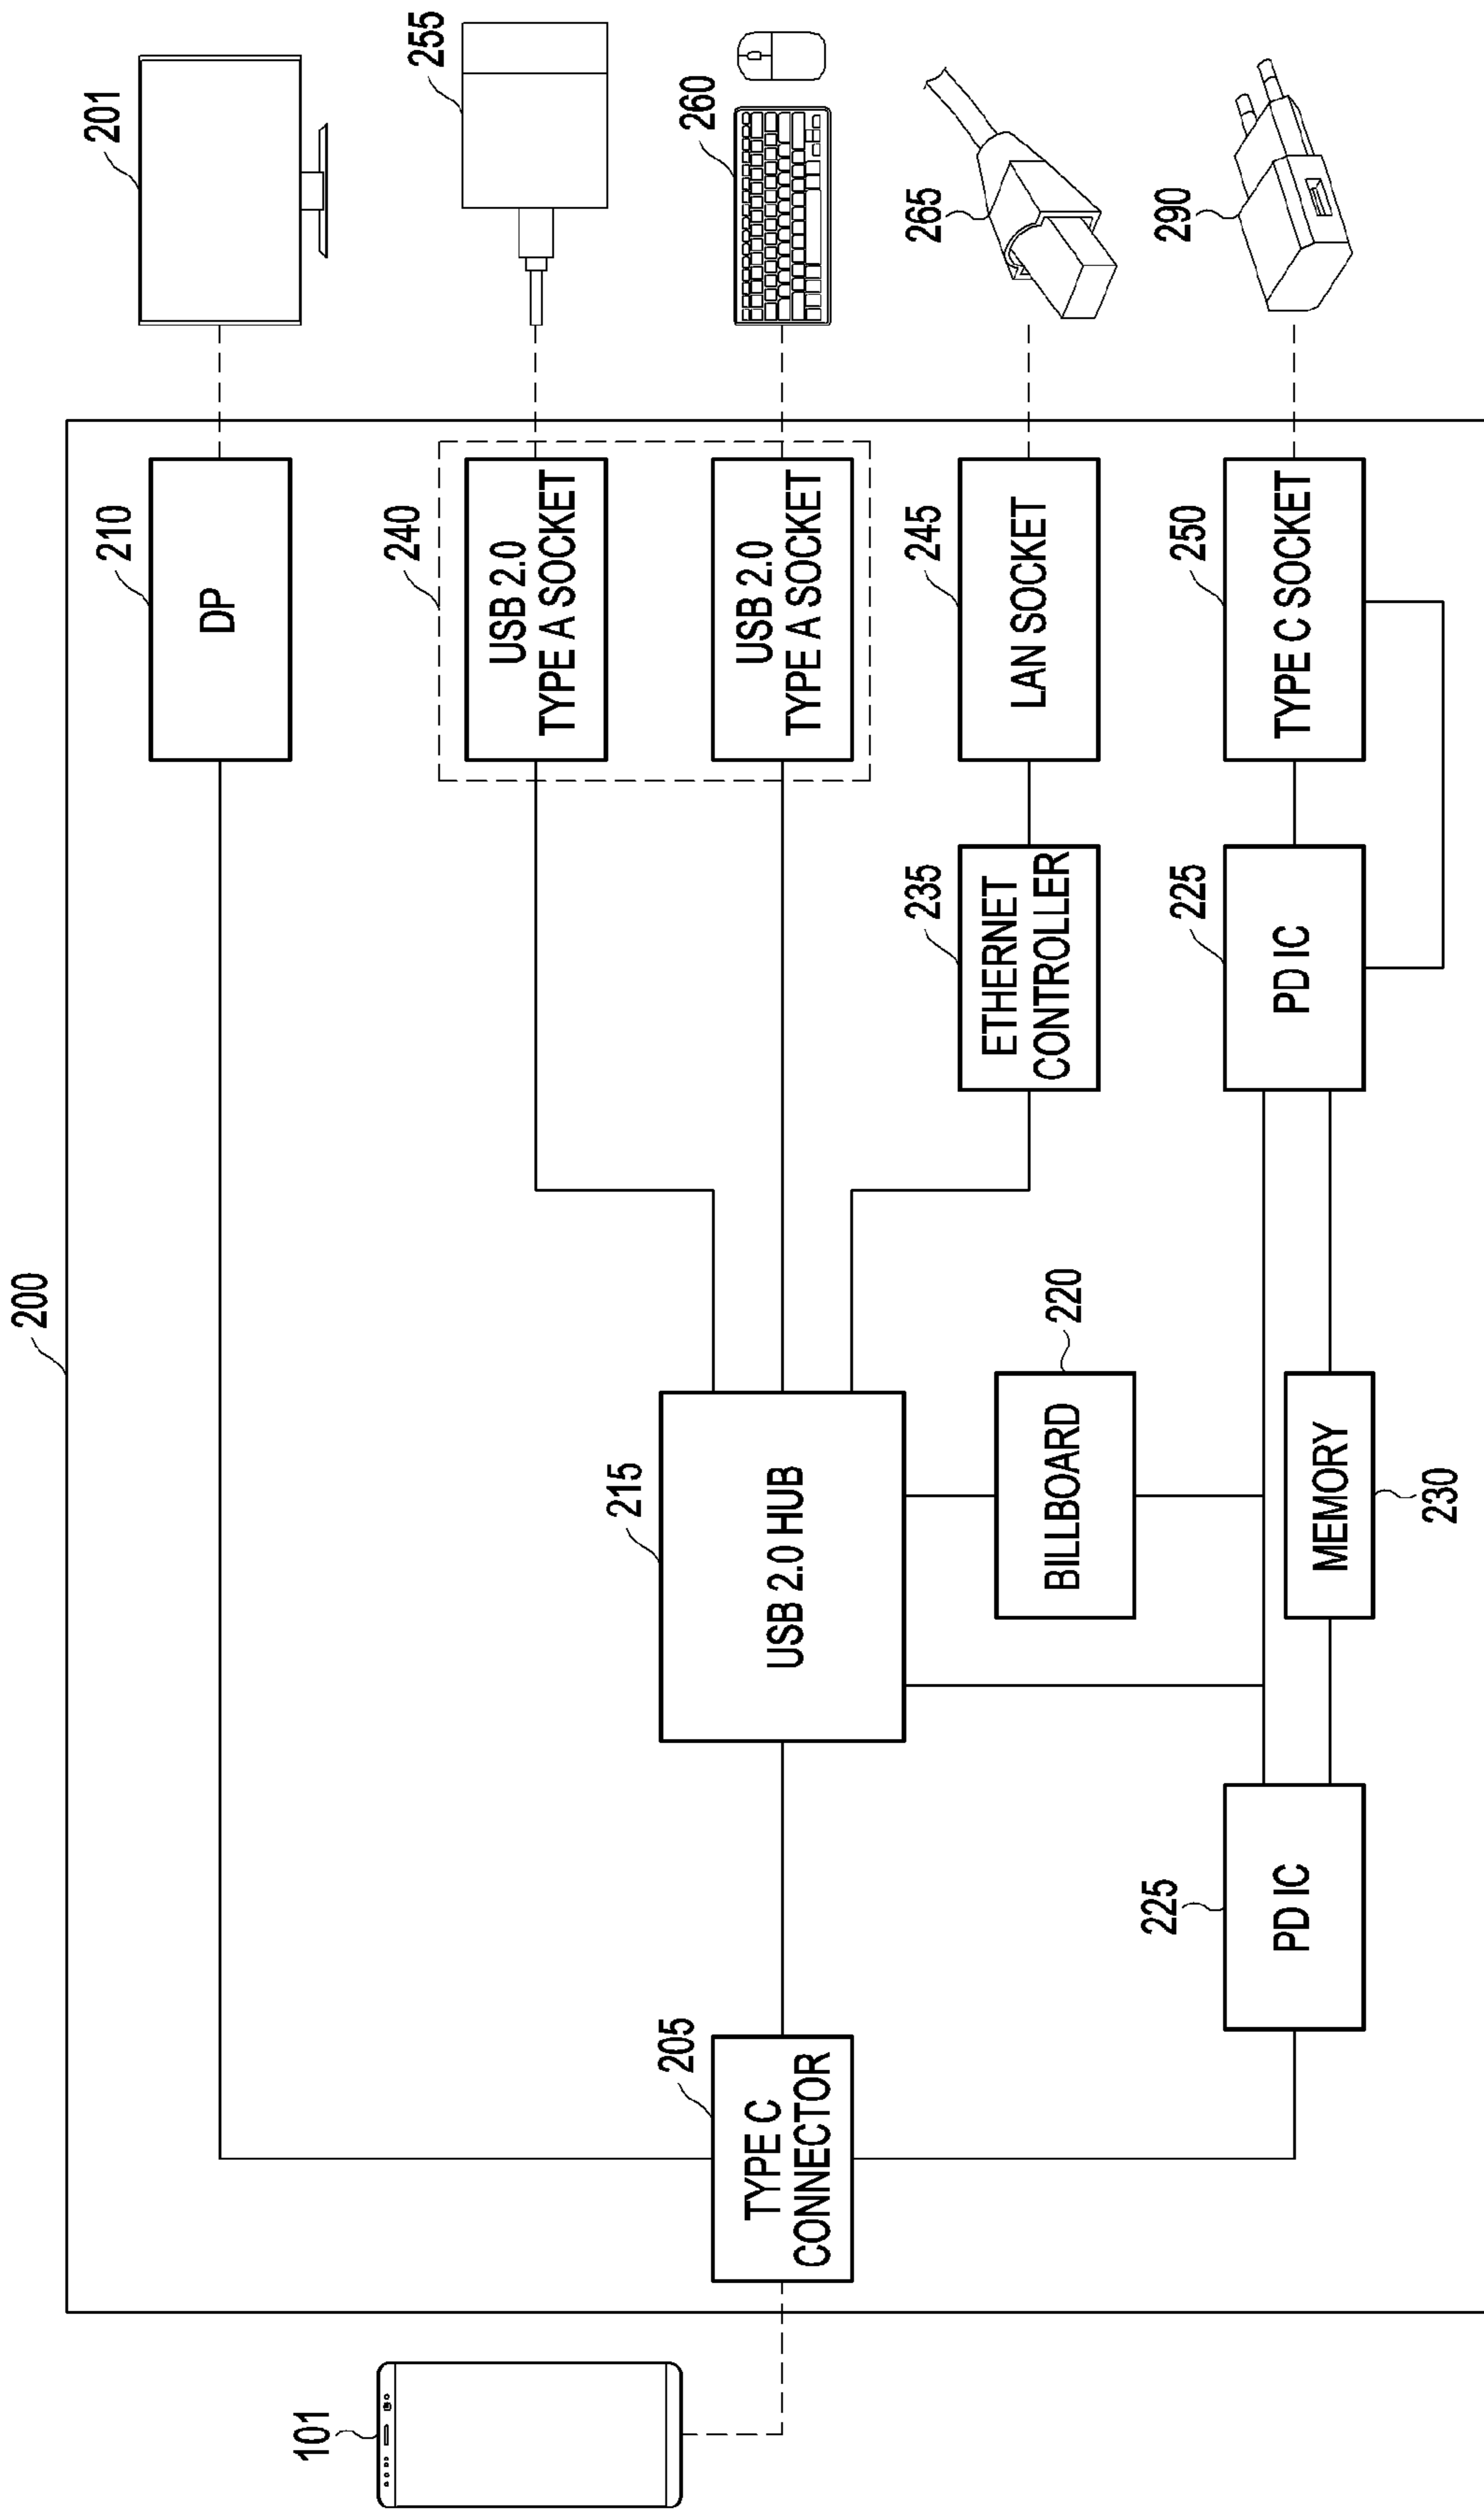 200
201
210
DP
255
240
USB 2.0
TYPE A SOCKET
260
USB 2.0
TYPE A SOCKET
265
245
LAN SOCKET
235
ETHERNET
CONTROLLER
290
250
TYPE C SOCKET
225
PD IC
215
USB 2.0 HUB
220
BILLBOARD
MEMORY
230
225
PD IC
205
TYPE C
CONNECTOR
101